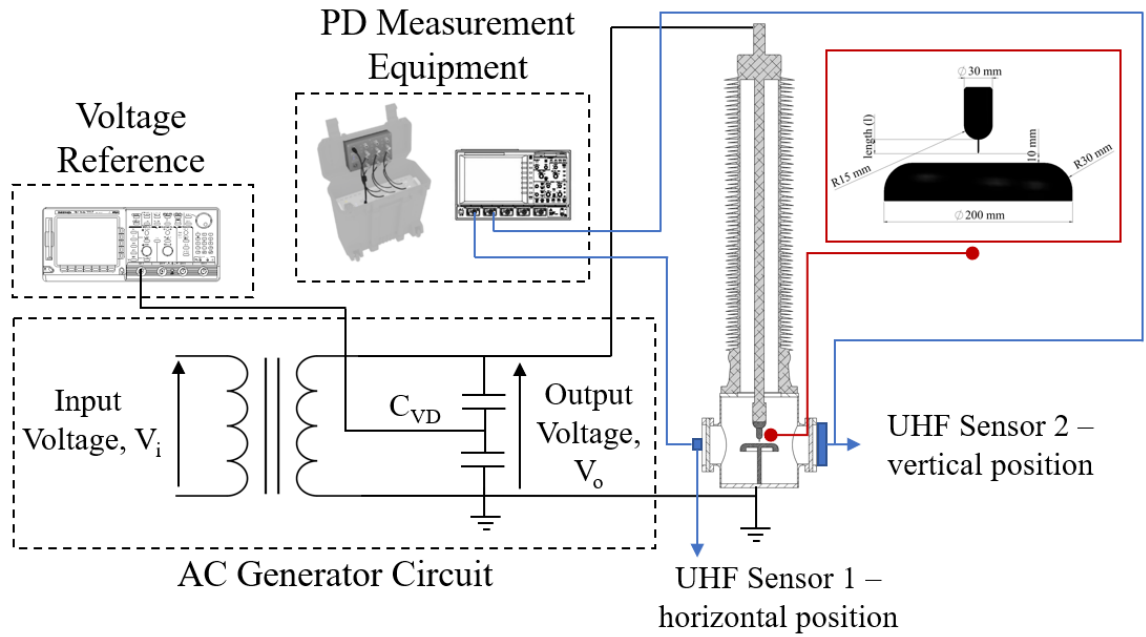 PD Measurement
Equipment
Voltage
Reference
∅ 30 mm
length (l)
10 mm
R15 mm
R30 mm
∅ 200 mm
Input
Voltage, Vᵢ
C_VD
Output
Voltage,
Vₒ
UHF Sensor 2 –
vertical position
AC Generator Circuit
UHF Sensor 1 –
horizontal position